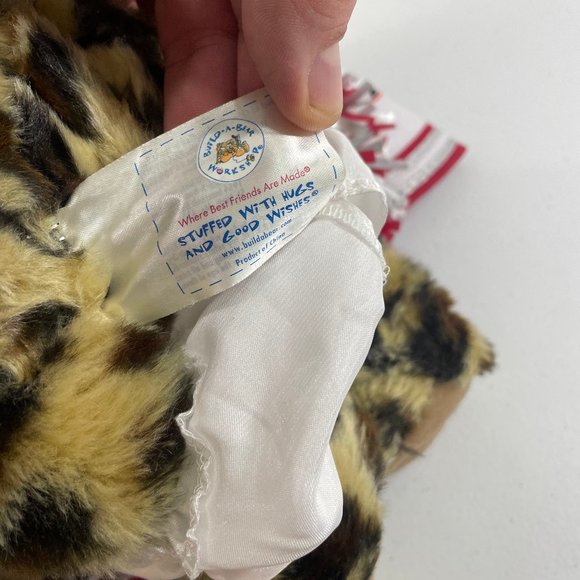 BUILD-A-BEAR
WORKSHOP®
Where Best Friends Are Made®
STUFFED WITH HUGS
AND GOOD WISHES®
www.buildabear.com
Product of China